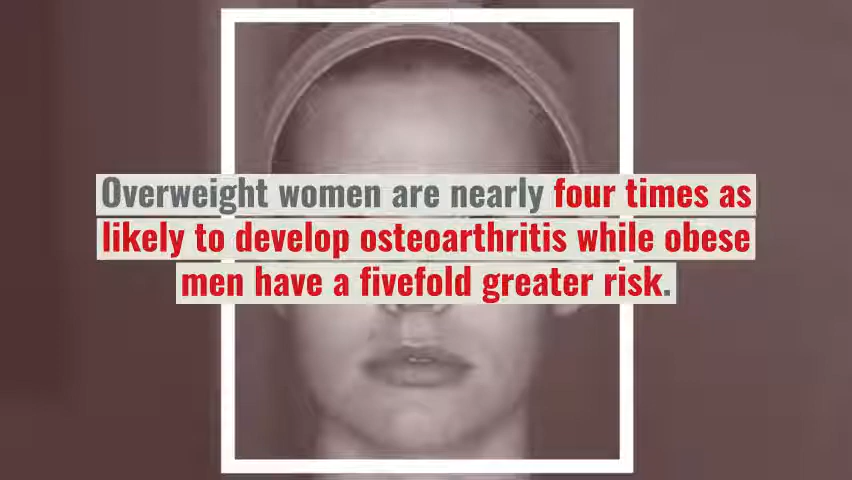 Overweight women are nearly four times as
likely to develop osteoarthritis while obese
men have a fivefold greater risk.